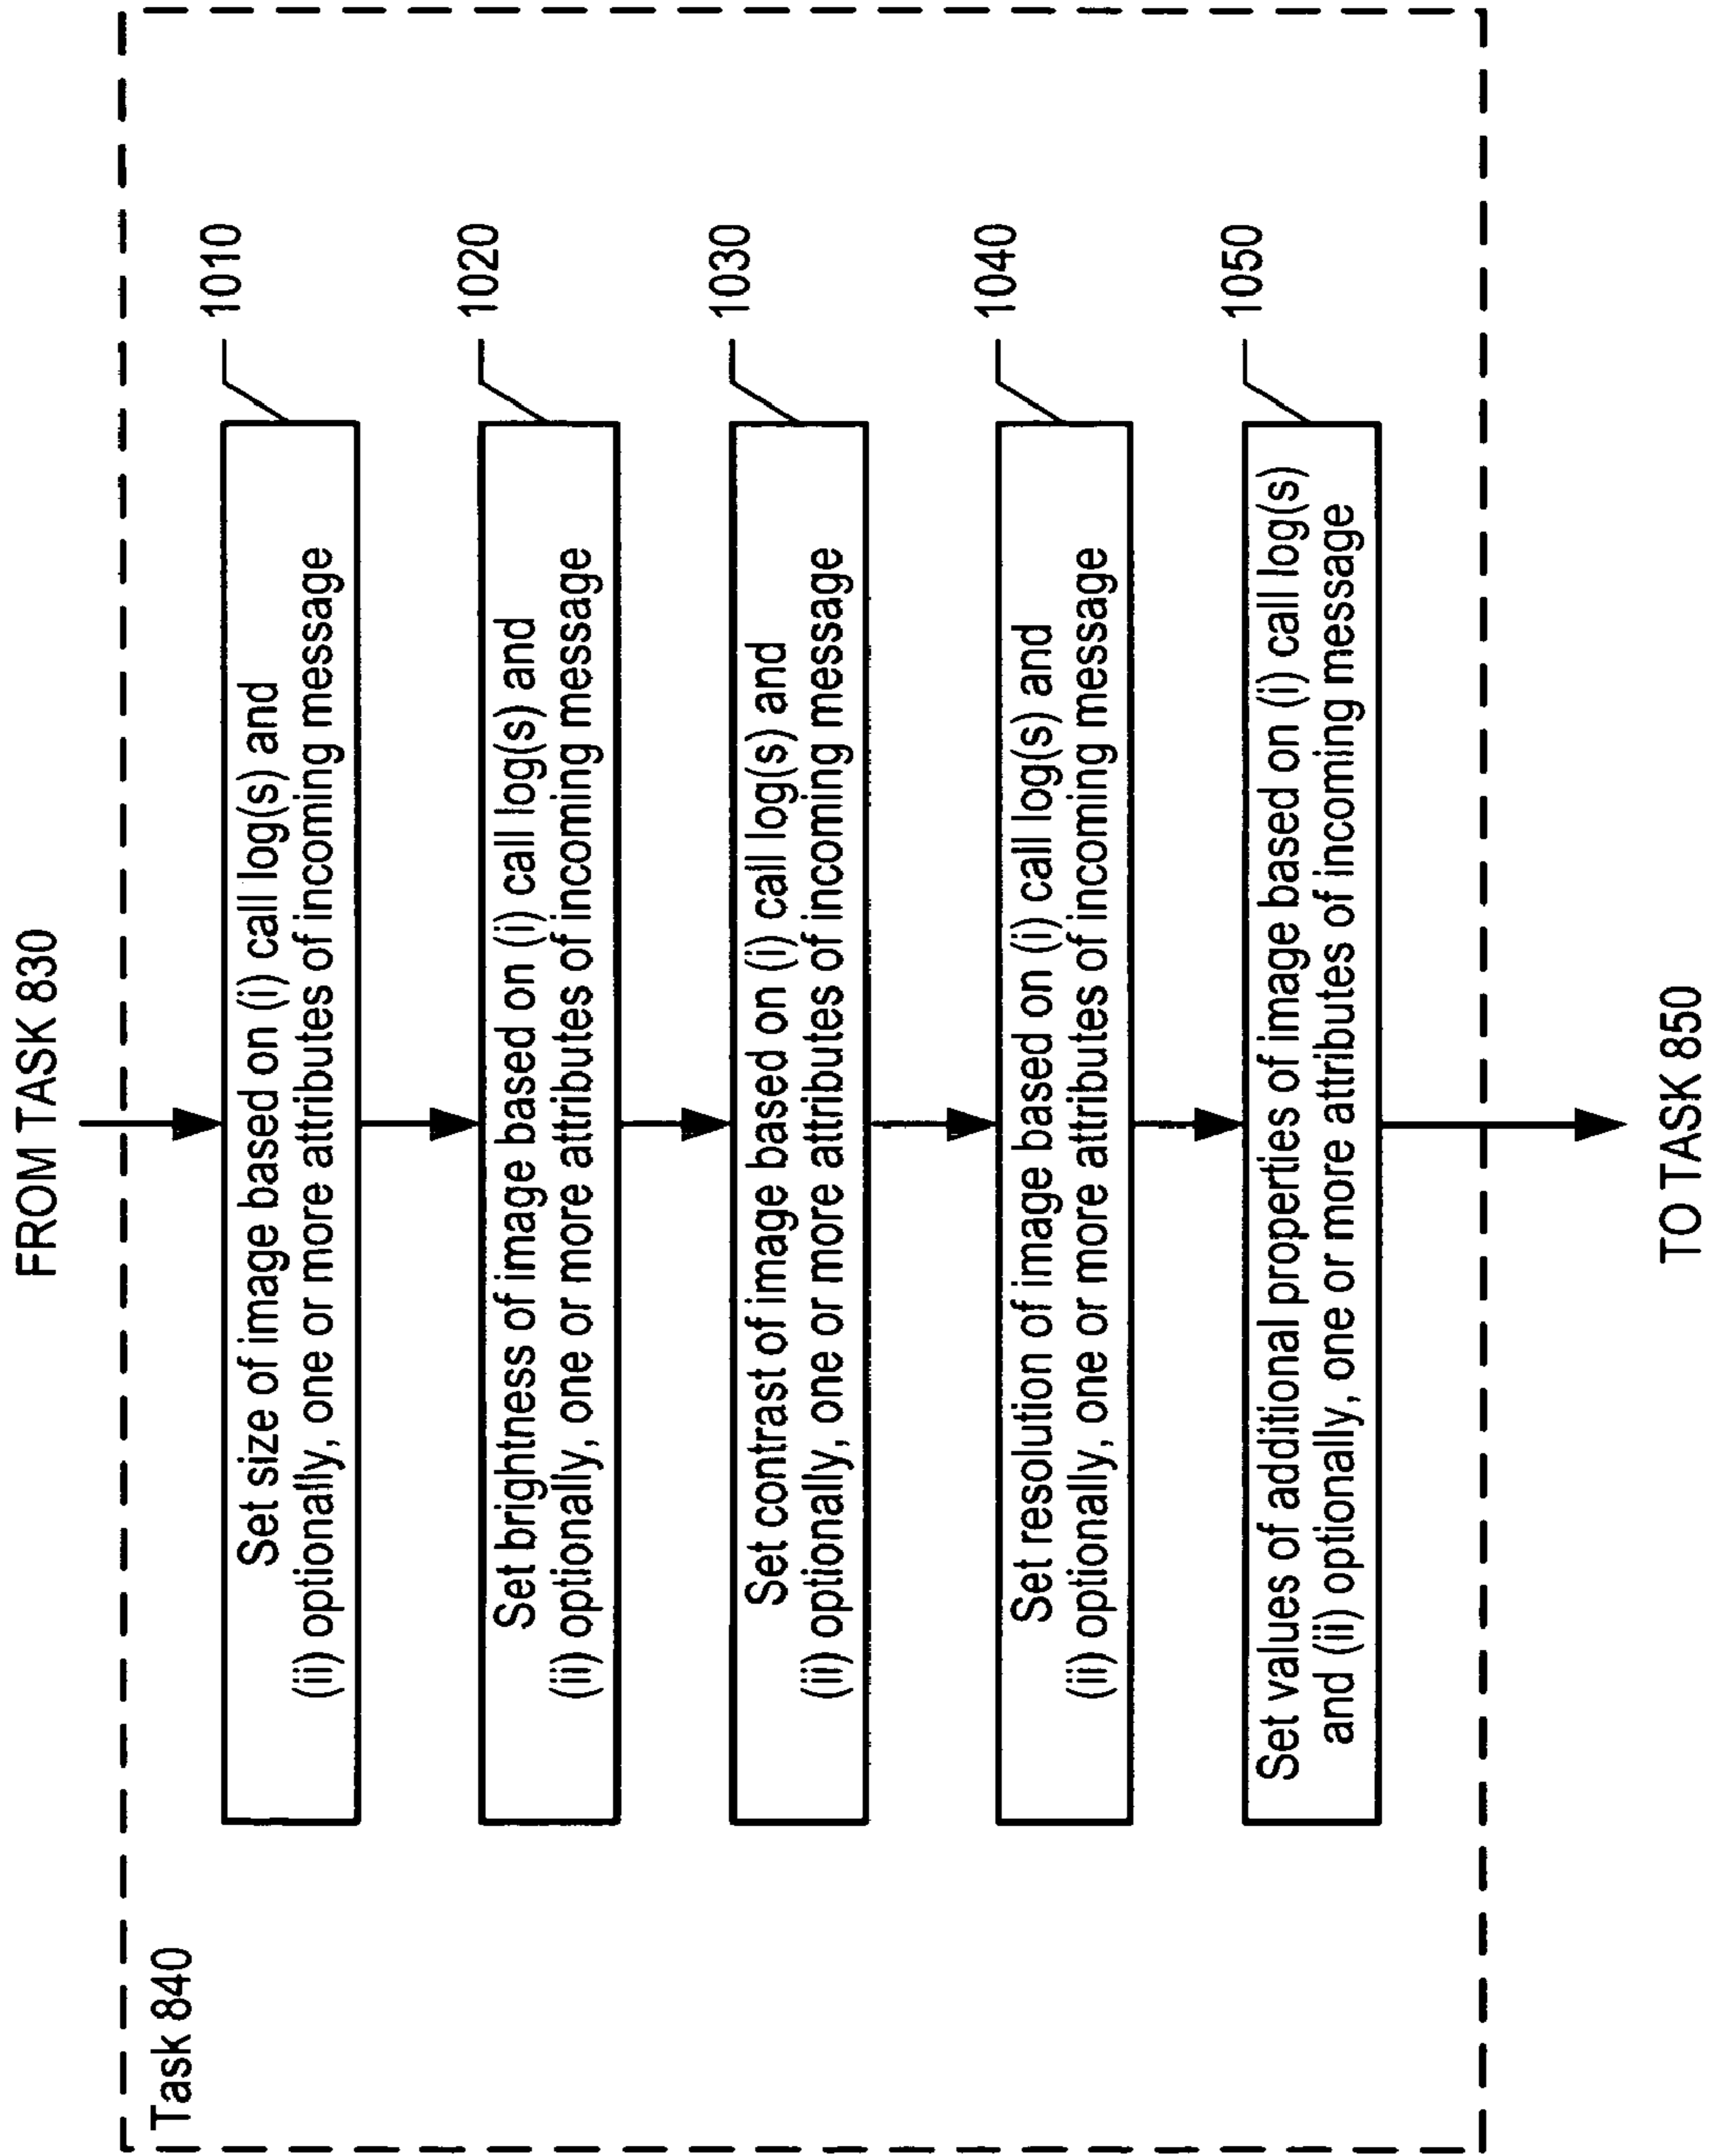 FROM TASK 830
Task 840
Set size of image based on (i) call log(s) and
(ii) optionally, one or more attributes of incoming message
1010
Set brightness of image based on (i) call log(s) and
(ii) optionally, one or more attributes of incoming message
1020
Set contrast of image based on (i) call log(s) and
(ii) optionally, one or more attributes of incoming message
1030
Set resolution of image based on (i) call log(s) and
(ii) optionally, one or more attributes of incoming message
1040
Set values of additional properties of image based on (i) call log(s)
and (ii) optionally, one or more attributes of incoming message
1050
TO TASK 850